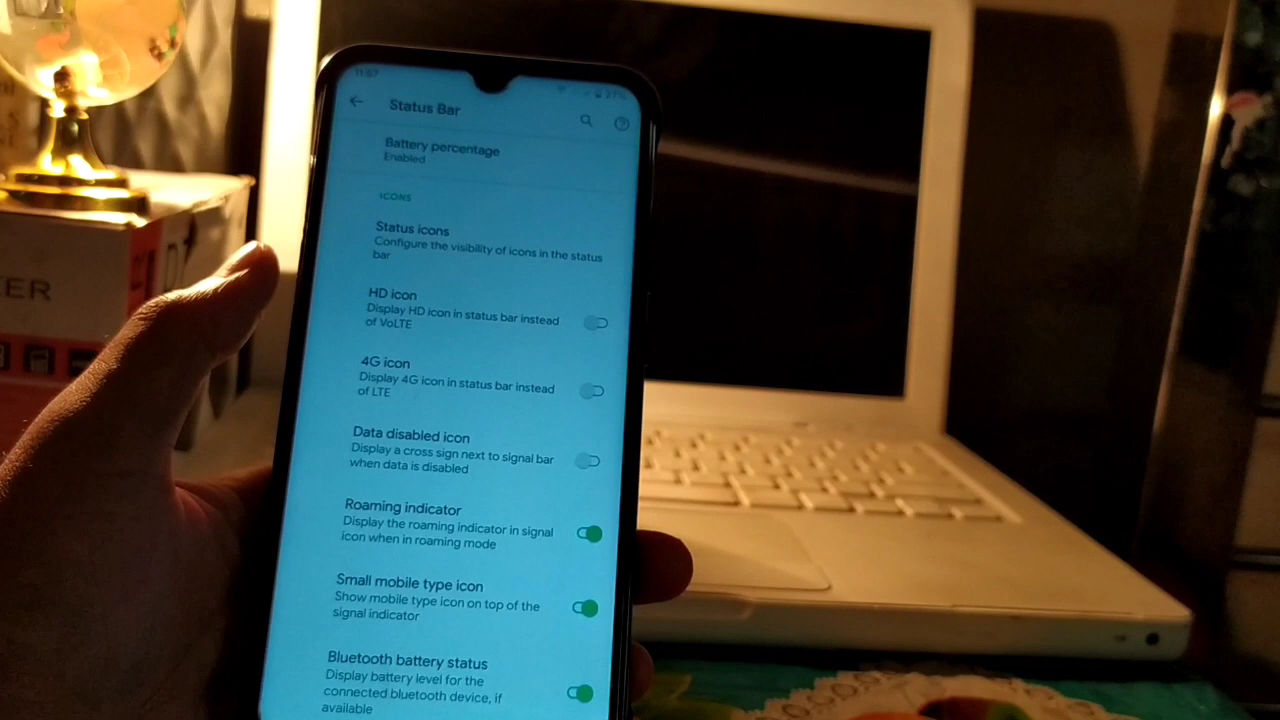 11:57
27%
Status Bar
Battery percentage
Enabled
ICONS
Status icons
Configure the visibility of icons in the status
bar
HD icon
Display HD icon in status bar instead
of VoLTE
4G icon
Display 4G icon in status bar instead
of LTE
Data disabled icon
Display a cross sign next to signal bar
when data is disabled
Roaming indicator
Display the roaming indicator in signal
icon when in roaming mode
Small mobile type icon
Show mobile type icon on top of the
signal indicator
Bluetooth battery status
Display battery level for the
connected bluetooth device, if
available